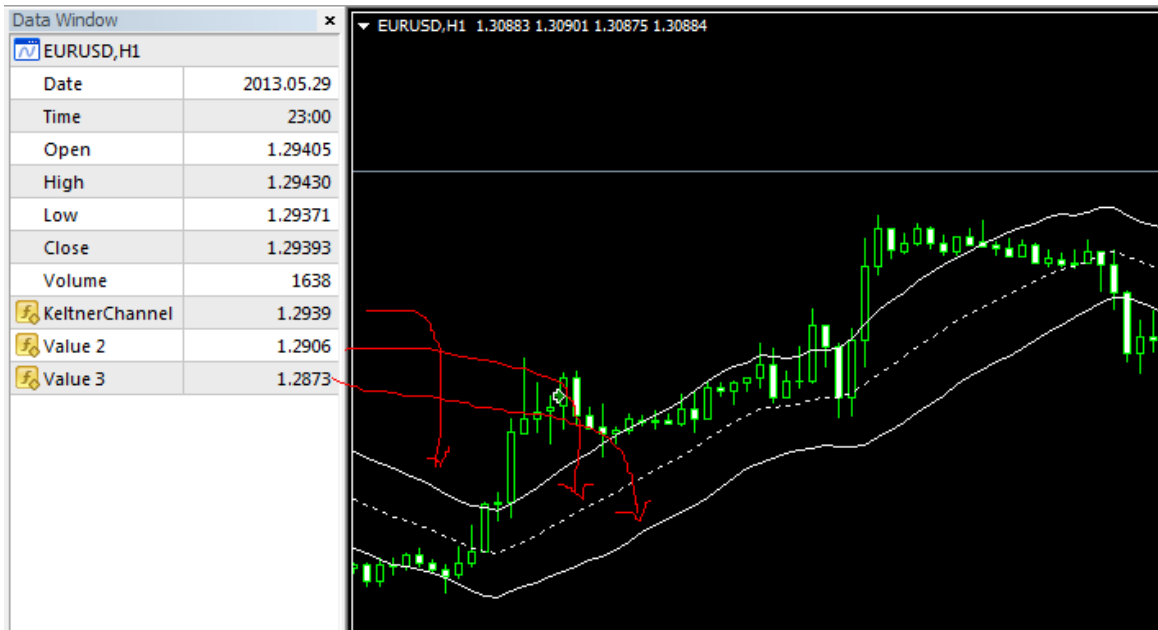 Data Window ×
EURUSD,H1
Date 2013.05.29
Time 23:00
Open 1.29405
High 1.29430
Low 1.29371
Close 1.29393
Volume 1638
KeltnerChannel 1.2939
Value 2 1.2906
Value 3 1.2873
EURUSD,H1 1.30883 1.30901 1.30875 1.30884